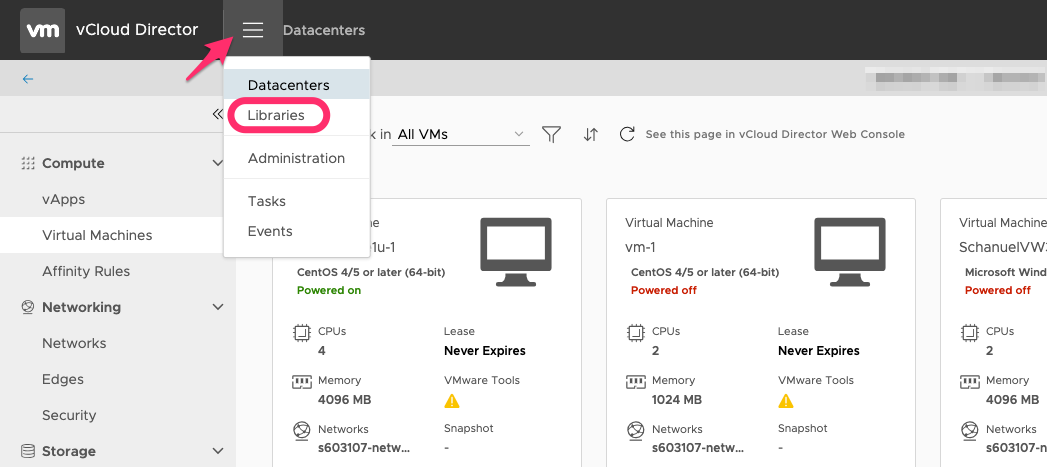 vm vCloud Director Datacenters
Datacenters
Libraries
Administration
Tasks
Events
Compute
vApps
Virtual Machines
Affinity Rules
Networking
Networks
Edges
Security
Storage
k in All VMs See this page in vCloud Director Web Console
ne
-1u-1
CentOS 4/5 or later (64-bit)
Powered on
CPUs
4
Lease
Never Expires
Memory
4096 MB
VMware Tools
Networks
s603107-netw...
Snapshot
-
Virtual Machine
vm-1
CentOS 4/5 or later (64-bit)
Powered off
CPUs
2
Lease
Never Expires
Memory
1024 MB
VMware Tools
Networks
s603107-netw...
Snapshot
-
Virtual Machine
SchanuelVW
Microsoft Wind
Powered off
CPUs
2
Memory
4096 MB
Networks
s603107-n